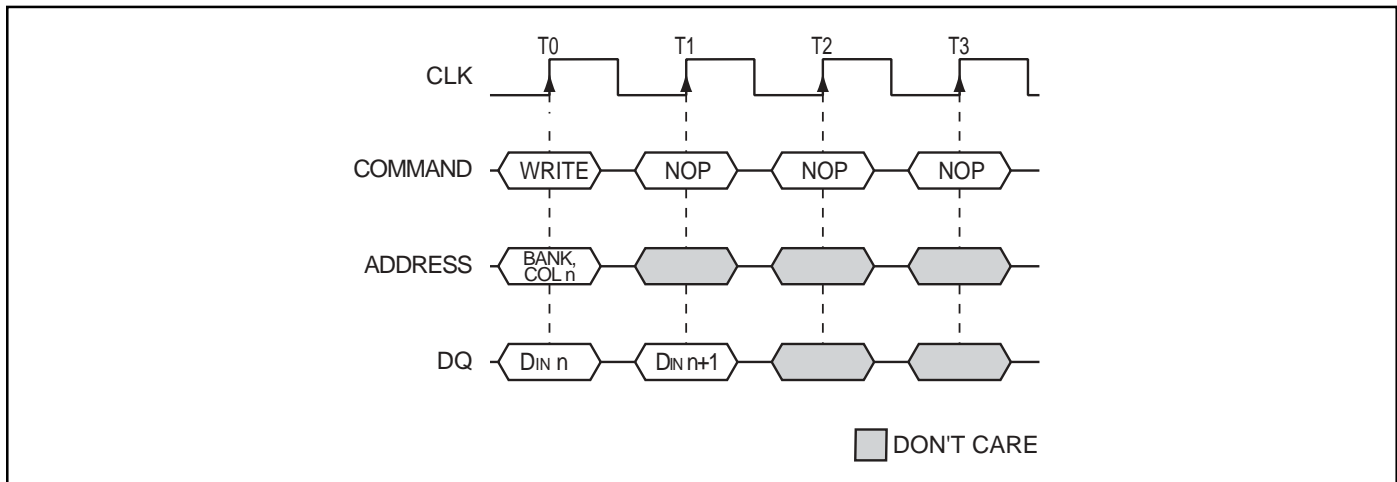 T0 T1 T2 T3
CLK
COMMAND WRITE NOP NOP NOP
ADDRESS BANK,
COL n
DQ DIN n DIN n+1
DON'T CARE